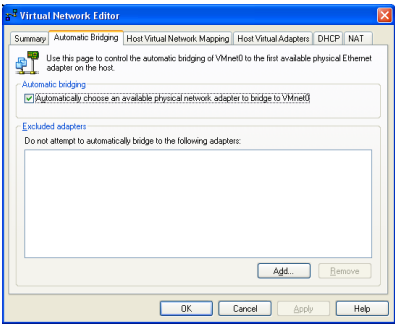 Virtual Network Editor
Summary Automatic Bridging Host Virtual Network Mapping Host Virtual Adapters DHCP NAT
Use this page to control the automatic bridging of VMnet0 to the first available physical Ethernet
adapter on the host.
Automatic bridging
Automatically choose an available physical network adapter to bridge to VMnet0
Excluded adapters
Do not attempt to automatically bridge to the following adapters:
Add... Remove
OK Cancel Apply Help